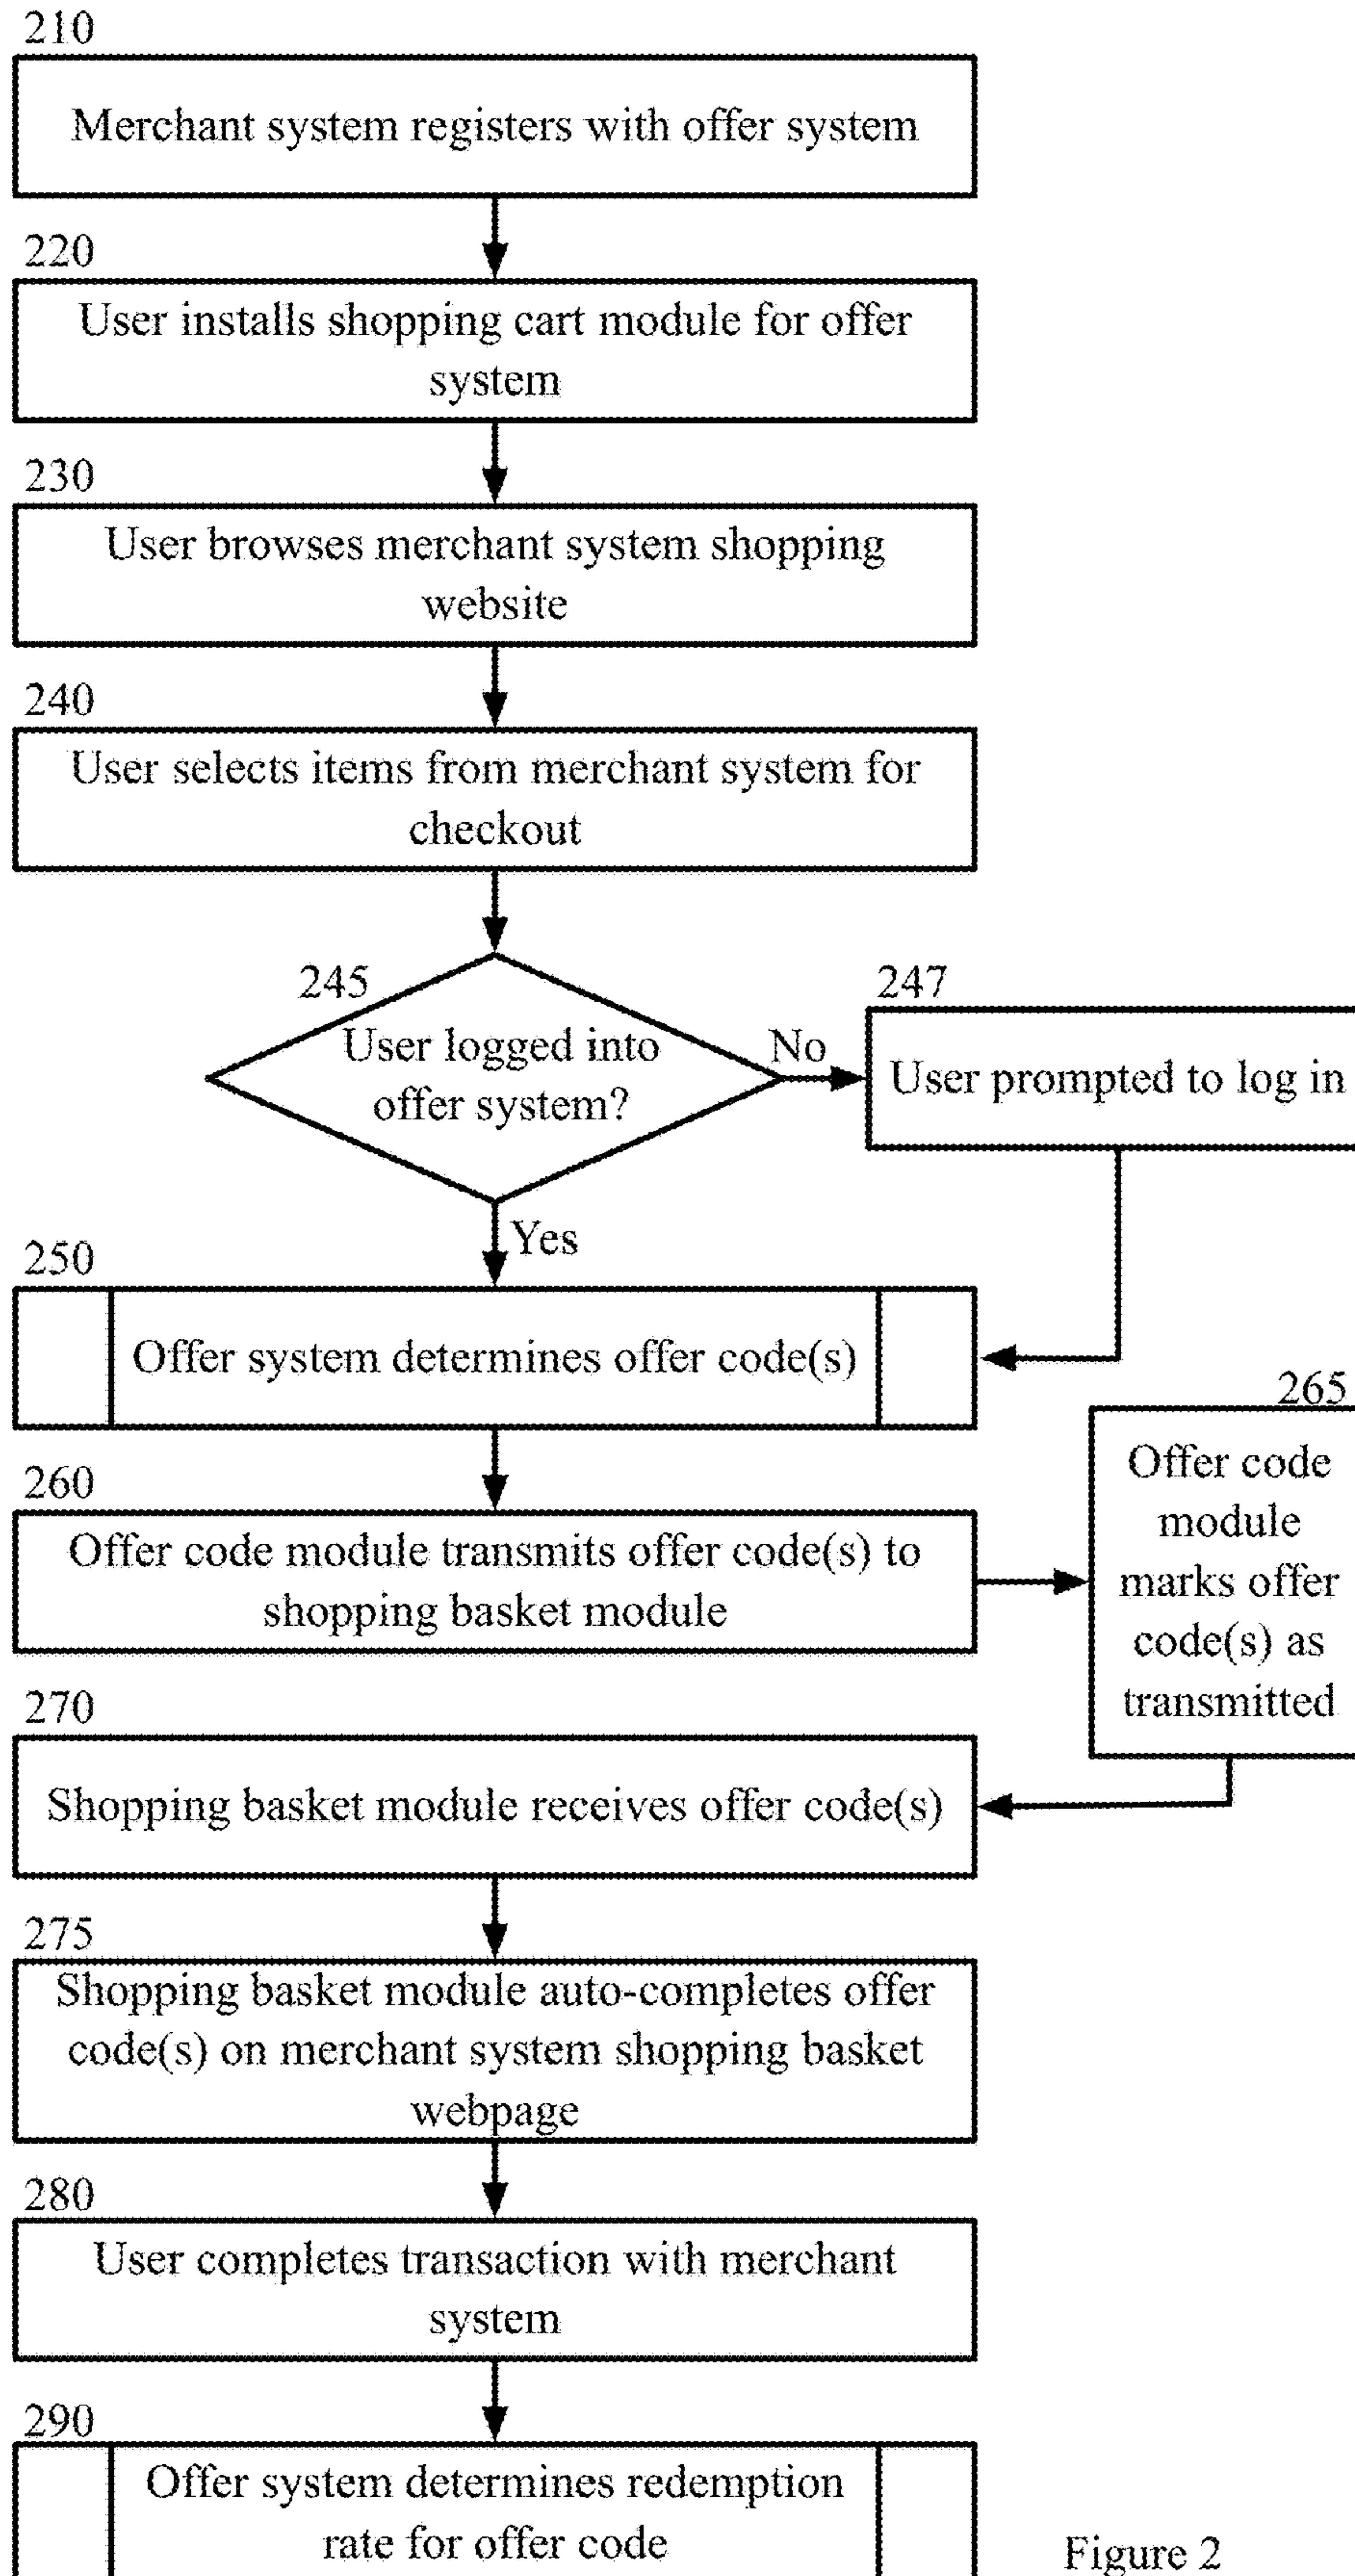 210
Merchant system registers with offer system
220
User installs shopping cart module for offer
system
230
User browses merchant system shopping
website
240
User selects items from merchant system for
checkout
245
User logged into
offer system?
No
247
User prompted to log in
Yes
250
Offer system determines offer code(s)
260
Offer code module transmits offer code(s) to
shopping basket module
265
Offer code
module
marks offer
code(s) as
transmitted
270
Shopping basket module receives offer code(s)
275
Shopping basket module auto-completes offer
code(s) on merchant system shopping basket
webpage
280
User completes transaction with merchant
system
290
Offer system determines redemption
rate for offer code
Figure 2